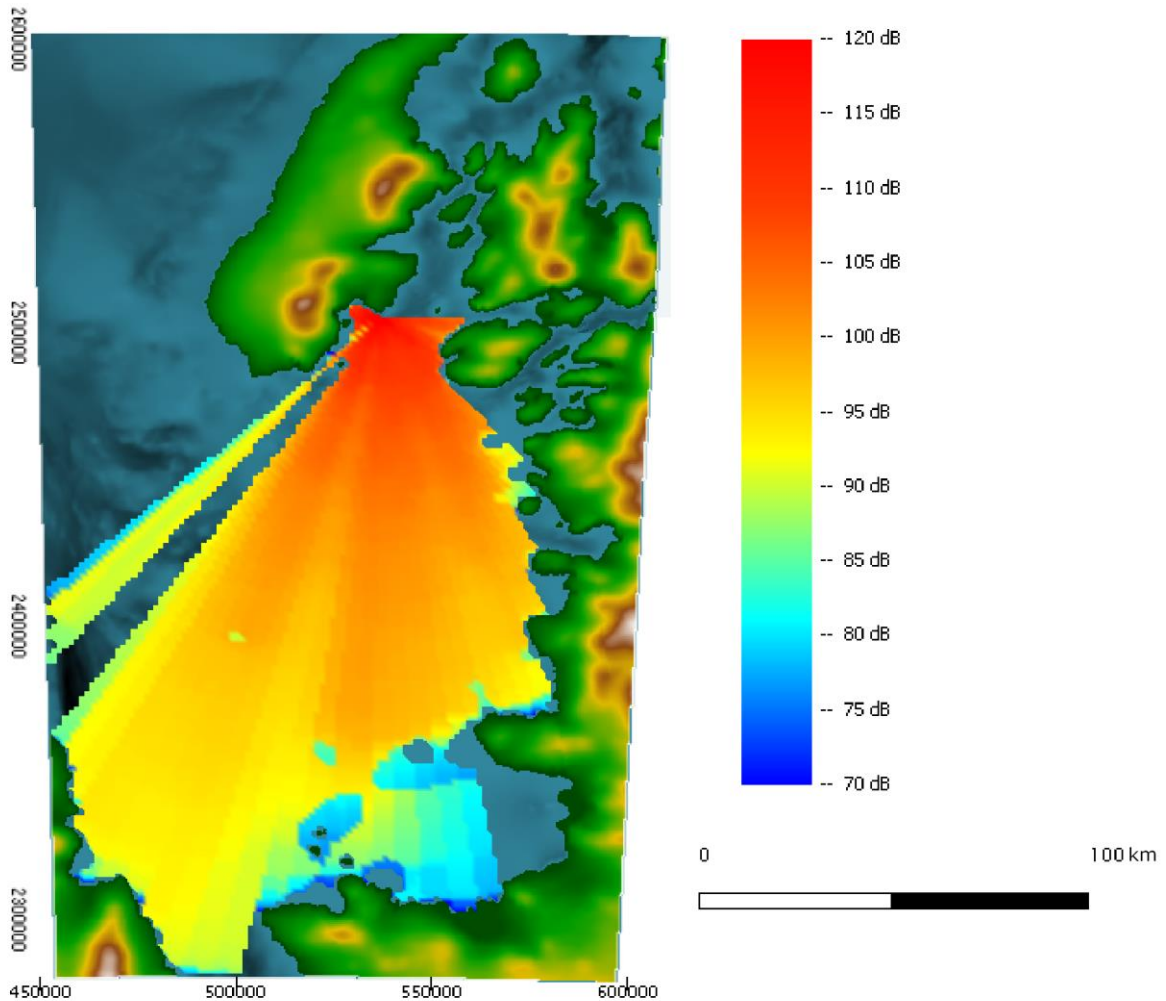 2600000
2500000
2400000
2300000
450000
500000
550000
600000
-- 120 dB
-- 115 dB
-- 110 dB
-- 105 dB
-- 100 dB
-- 95 dB
-- 90 dB
-- 85 dB
-- 80 dB
-- 75 dB
-- 70 dB
0 100 km